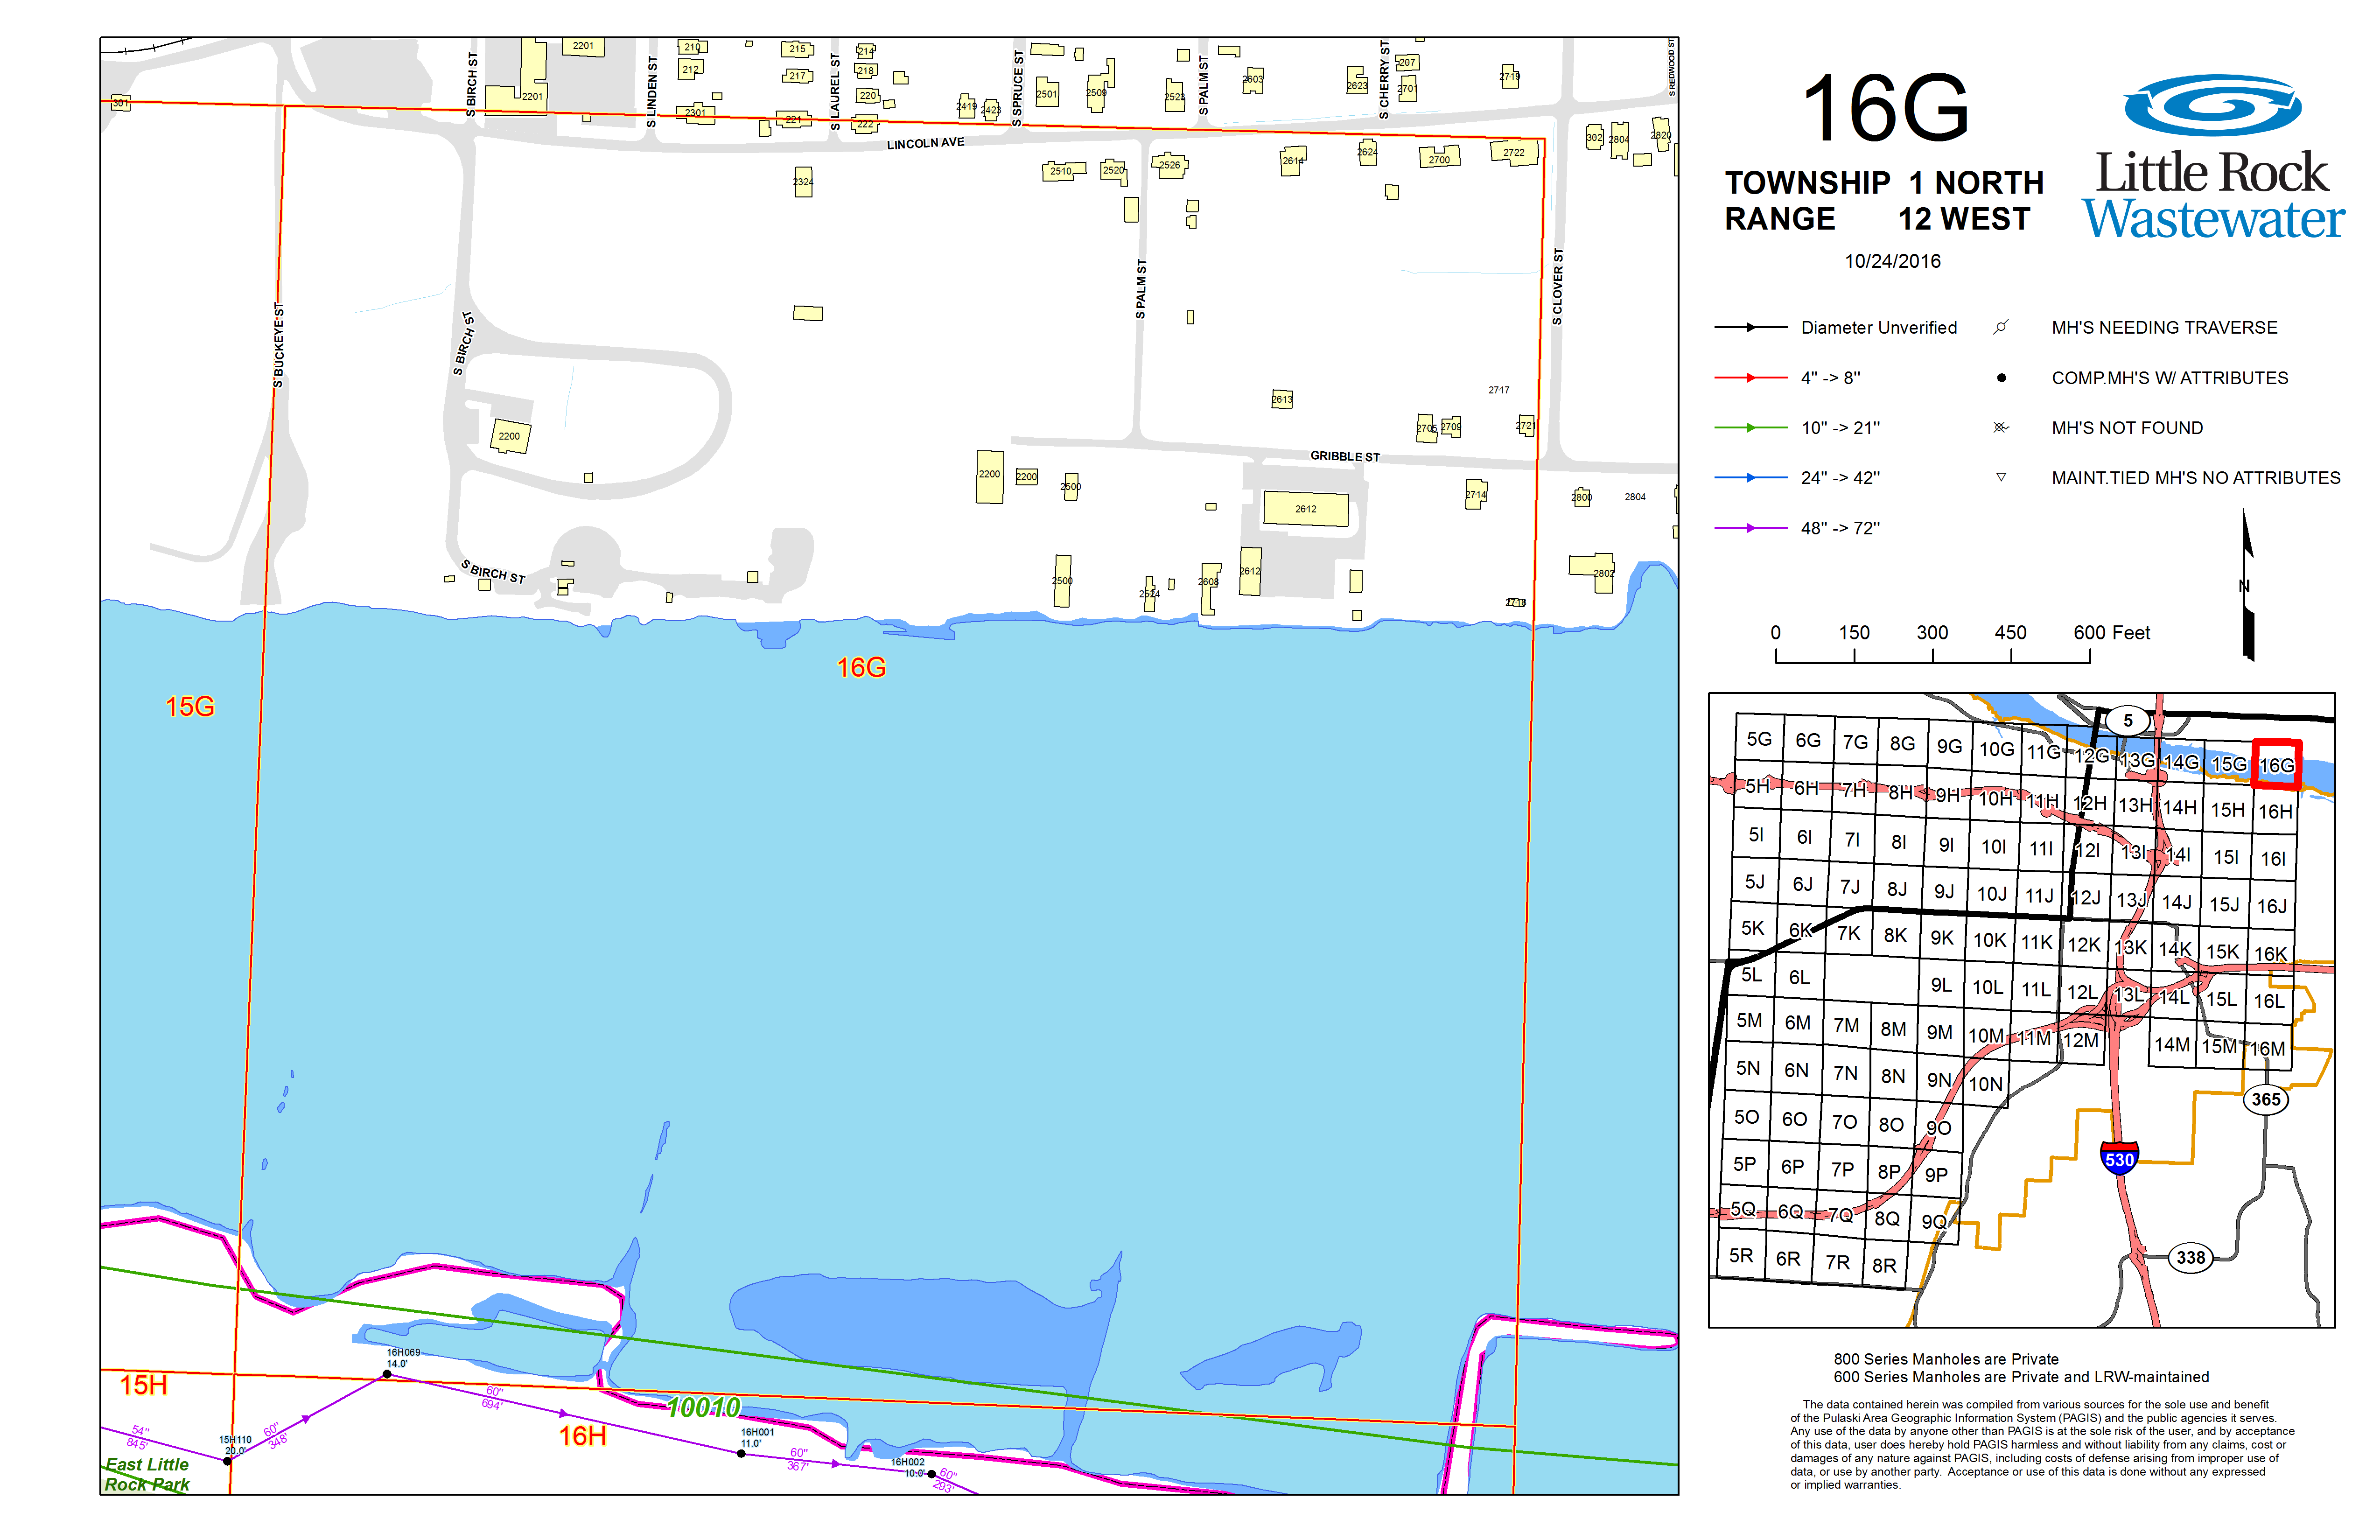 16G
TOWNSHIP 1 NORTH
RANGE 12 WEST
10/24/2016
Little Rock
Wastewater
Diameter Unverified
4" -> 8"
10" -> 21"
24" -> 42"
48" -> 72"
MH'S NEEDING TRAVERSE
COMP.MH'S W/ ATTRIBUTES
MH'S NOT FOUND
MAINT.TIED MH'S NO ATTRIBUTES
N
0 150 300 450 600 Feet
S BIRCH ST
S LINDEN ST
S LAUREL ST
S SPRUCE ST
S PALM ST
S CHERRY ST
S REDWOOD ST
2201
210
215
214
212
217
218
207
2603
2623
2719
301
2201
220
2501
2509
2523
2701
2301
221
222
2419
2423
302
2804
2820
LINCOLN AVE
2324
2510
2520
2526
2614
2624
2700
2722
S BUCKEYE ST
S BIRCH ST
S PALM ST
S CLOVER ST
2717
2613
2705
2709
2721
2200
GRIBBLE ST
2200
2200
2500
2714
2800
2804
2612
S BIRCH ST
2500
2524
2608
2612
2802
2718
16G
15G
15H
16H069
14.0'
60"
694'
10010
16H
54"
845'
15H110
20.0'
60"
348'
16H001
11.0'
60"
367'
16H002
10.0'
60"
293'
East Little
Rock Park
5
5G 6G 7G 8G 9G 10G 11G 12G 13G 14G 15G 16G
5H 6H 7H 8H 9H 10H 11H 12H 13H 14H 15H 16H
5I 6I 7I 8I 9I 10I 11I 12I 13I 14I 15I 16I
5J 6J 7J 8J 9J 10J 11J 12J 13J 14J 15J 16J
5K 6K 7K 8K 9K 10K 11K 12K 13K 14K 15K 16K
5L 6L 9L 10L 11L 12L 13L 14L 15L 16L
5M 6M 7M 8M 9M 10M 11M 12M 14M 15M 16M
5N 6N 7N 8N 9N 10N
365
5O 6O 7O 8O 9O
530
5P 6P 7P 8P 9P
5Q 6Q 7Q 8Q 9Q
5R 6R 7R 8R
338
800 Series Manholes are Private
600 Series Manholes are Private and LRW-maintained
The data contained herein was compiled from various sources for the sole use and benefit
of the Pulaski Area Geographic Information System (PAGIS) and the public agencies it serves.
Any use of the data by anyone other than PAGIS is at the sole risk of the user, and by acceptance
of this data, user does hereby hold PAGIS harmless and without liability from any claims, cost or
damages of any nature against PAGIS, including costs of defense arising from improper use of
data, or use by another party. Acceptance or use of this data is done without any expressed
or implied warranties.